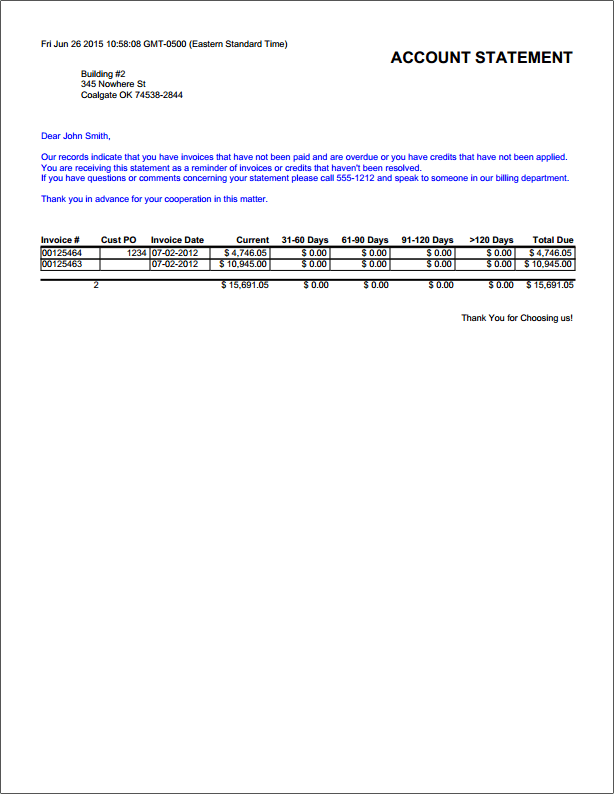 Fri Jun 26 2015 10:58:08 GMT-0500 (Eastern Standard Time)
ACCOUNT STATEMENT
Building #2
345 Nowhere St
Coalgate OK 74538-2844
Dear John Smith,
Our records indicate that you have invoices that have not been paid and are overdue or you have credits that have not been applied.
You are receiving this statement as a reminder of invoices or credits that haven't been resolved.
If you have questions or comments concerning your statement please call 555-1212 and speak to someone in our billing department.
Thank you in advance for your cooperation in this matter.
Invoice # Cust PO Invoice Date Current 31-60 Days 61-90 Days 91-120 Days >120 Days Total Due
00125464 1234 07-02-2012 $ 4,746.05 $ 0.00 $ 0.00 $ 0.00 $ 0.00 $ 4,746.05
00125463 07-02-2012 $ 10,945.00 $ 0.00 $ 0.00 $ 0.00 $ 0.00 $ 10,945.00
2 $ 15,691.05 $ 0.00 $ 0.00 $ 0.00 $ 0.00 $ 15,691.05
Thank You for Choosing us!